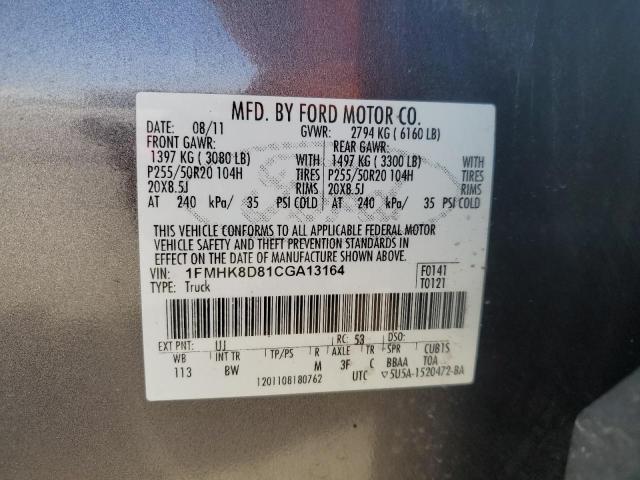 MFD. BY FORD MOTOR CO.
DATE: 08/11 GVWR: 2794 KG ( 6160 LB)
FRONT GAWR: REAR GAWR:
1397 KG ( 3080 LB) WITH 1497 KG ( 3300 LB) WITH
P255/50R20 104H TIRES P255/50R20 104H TIRES
20X8.5J RIMS 20X8.5J RIMS
AT 240 kPa/ 35 PSI COLD AT 240 kPa/ 35 PSI COLD
THIS VEHICLE CONFORMS TO ALL APPLICABLE FEDERAL MOTOR
VEHICLE SAFETY AND THEFT PREVENTION STANDARDS IN
EFFECT ON THE DATE OF MANUFACTURE SHOWN ABOVE.
VIN: 1FMHK8D81CGA13164 F0141
TYPE: Truck T0121
EXT PNT: UJ RC: 53 DSO:
WB INT TR TP/PS R AXLE TR SPR CUB1S
113 BW M 3F C BBAA TOA
1201108180762 UTC ▽5U5A-1520472-BA
Ford